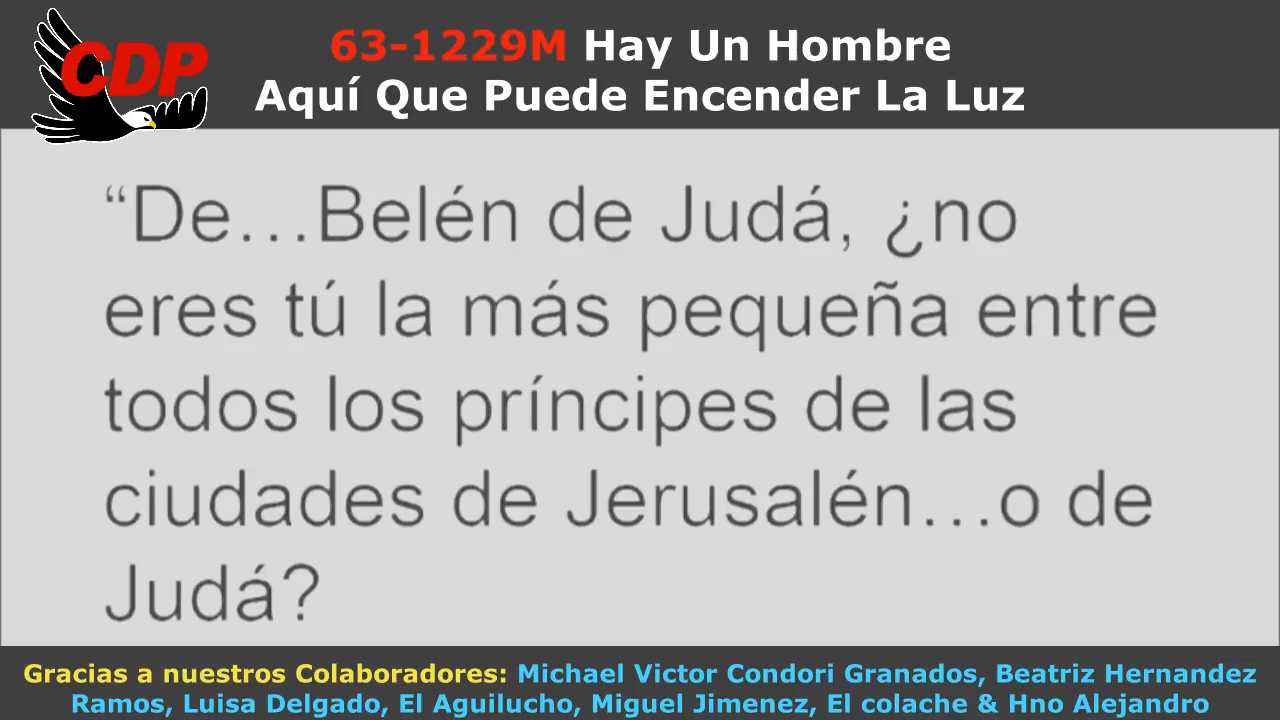 CDP
63-1229M Hay Un Hombre
Aquí Que Puede Encender La Luz
“De...Belén de Judá, ¿no
eres tú la más pequeña entre
todos los príncipes de las
ciudades de Jerusalén...o de
Judá?
Gracias a nuestros Colaboradores: Michael Victor Condori Granados, Beatriz Hernandez
Ramos, Luisa Delgado, El Aguilucho, Miguel Jimenez, El colache & Hno Alejandro